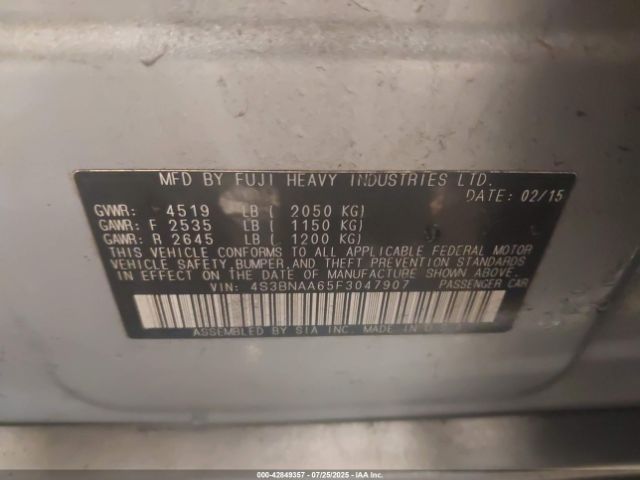 MFD BY FUJI HEAVY INDUSTRIES LTD.
DATE: 02/15
GVWR: 4519 LB ( 2050 KG)
GAWR: F 2535 LB ( 1150 KG)
GAWR: R 2645 LB ( 1200 KG)
THIS VEHICLE CONFORMS TO ALL APPLICABLE FEDERAL MOTOR
VEHICLE SAFETY BUMPER,AND THEFT PREVENTION STANDARDS
IN EFFECT ON THE DATE OF MANUFACTURE SHOWN ABOVE.
VIN: 4S3BNAA65F3047907 PASSENGER CAR
ASSEMBLED BY SIA INC. MADE IN U.S.A.
000-42849357 - 07/25/2025 - IAA Inc.